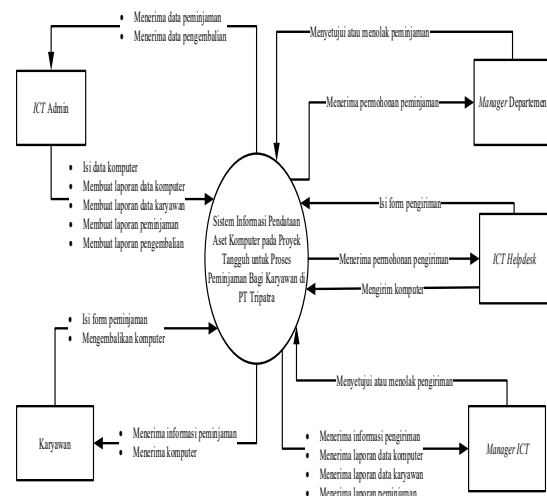 • Menerima data peminjaman
• Menerima data pengembalian
Menyetujui atau menolak peminjaman
ICT Admin
Manager Departemen
Menerima permohonan peminjaman
• Isi data komputer
• Membuat laporan data komputer
• Membuat laporan data karyawan
• Membuat laporan peminjaman
• Membuat laporan pengembalian
Sistem Informasi Pendataan
Aset Komputer pada Proyek
Tangguh untuk Proses
Peminjaman Bagi Karyawan di
PT Tripatra
Isi form pengiriman
Menerima permohonan pengiriman
ICT Helpdesk
Mengirim komputer
• Isi form peminjaman
• Mengembalikan komputer
Menyetujui atau menolak pengiriman
Karyawan
• Menerima informasi peminjaman
• Menerima komputer
• Menerima informasi pengiriman
• Menerima laporan data komputer
• Menerima laporan data karyawan
• Menerima laporan peminjaman
Manager ICT